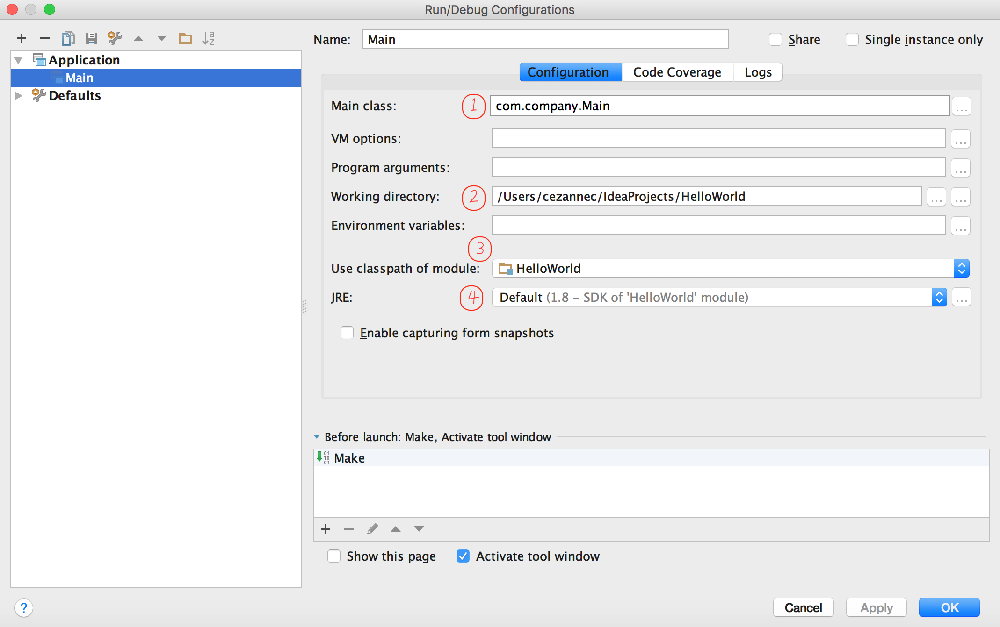 Run/Debug Configurations
Name: Main Share Single instance only
Application
Main
Defaults
Configuration Code Coverage Logs
Main class: 1 com.company.Main ...
VM options: ...
Program arguments: ...
Working directory: 2 /Users/cezannec/IdeaProjects/HelloWorld ... ...
Environment variables: ...
3
Use classpath of module: HelloWorld
JRE: 4 Default (1.8 – SDK of 'HelloWorld' module) ...
Enable capturing form snapshots
Before launch: Make, Activate tool window
Make
Show this page Activate tool window
? Cancel Apply OK